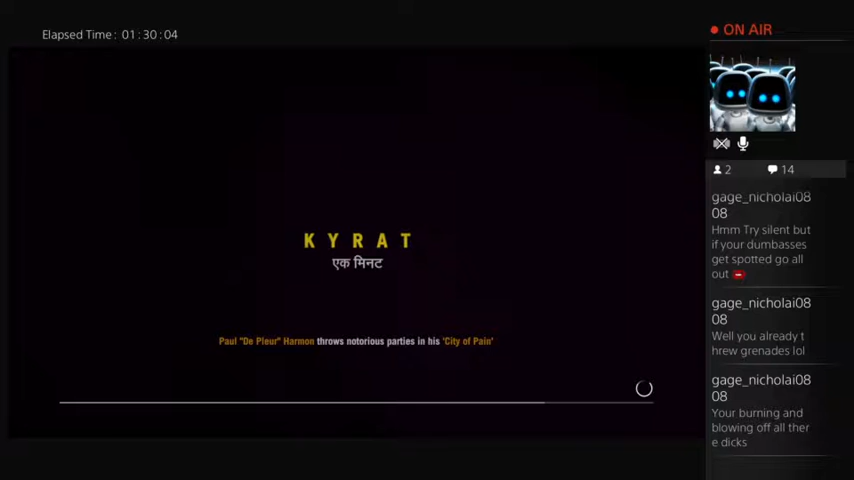 Elapsed Time: 01:30:04
ON AIR
KYRAT
एक मिनट
Paul "De Pleur" Harmon throws notorious parties in his 'City of Pain'
2
14
gage_nicholai08
08
Hmm Try silent but
if your dumbasses
get spotted go all
out
gage_nicholai08
08
Well you already t
hrew grenades lol
gage_nicholai08
08
Your burning and
blowing off all ther
e dicks